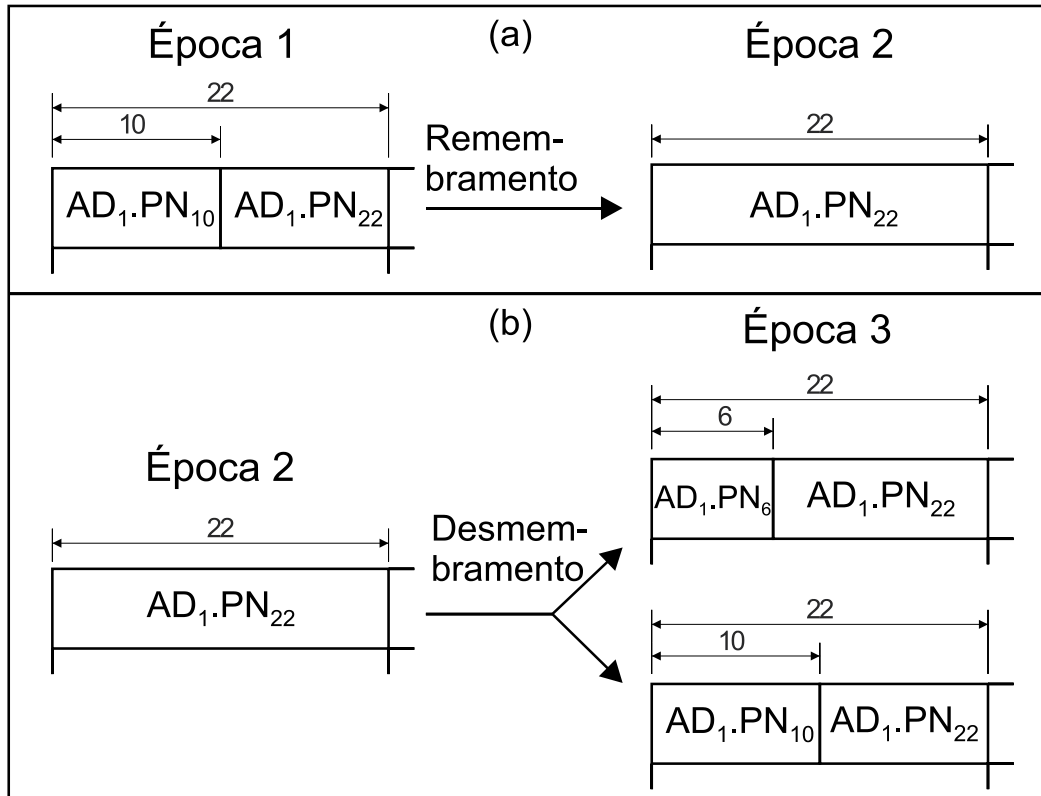 (a)
Época 1
Época 2
22
10
AD₁.PN₁₀
AD₁.PN₂₂
Remem-
bramento
22
AD₁.PN₂₂
(b)
Época 3
Época 2
22
AD₁.PN₂₂
Desmem-
bramento
22
6
AD₁.PN₆
AD₁.PN₂₂
22
10
AD₁.PN₁₀
AD₁.PN₂₂